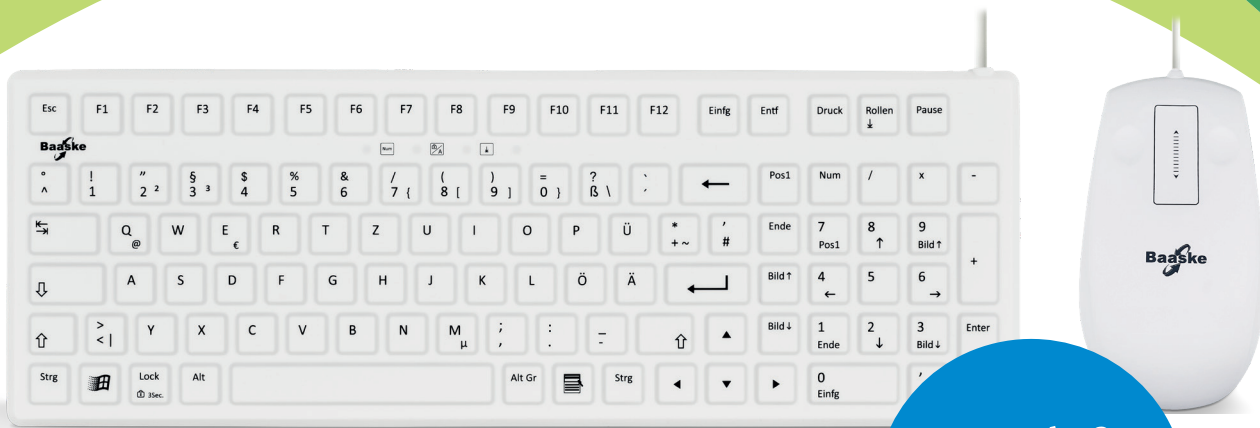 Esc F1 F2 F3 F4 F5 F6 F7 F8 F9 F10 F11 F12 Einfg Entf Druck Rollen Pause
Baaske
Num
A
° ! " § $ % & / ( ) = ? ` ← Pos1 Num / x -
^ 1 2 ² 3 ³ 4 5 6 7 { 8 [ 9 ] 0 } ß \ ´
Q W E R T Z U I O P Ü * ' Ende 7 8 9
@ € + ~ # Pos1 ↑ Bild ↑
+
Baaske
A S D F G H J K L Ö Ä Bild ↑ 4 5 6
← →
> Y X C V B N M ; : _ Bild ↓ 1 2 3 Enter
< | µ , . - Ende ↓ Bild ↓
Strg Lock Alt Alt Gr Strg ◄ ▼ ► 0
3Sec. Einfg